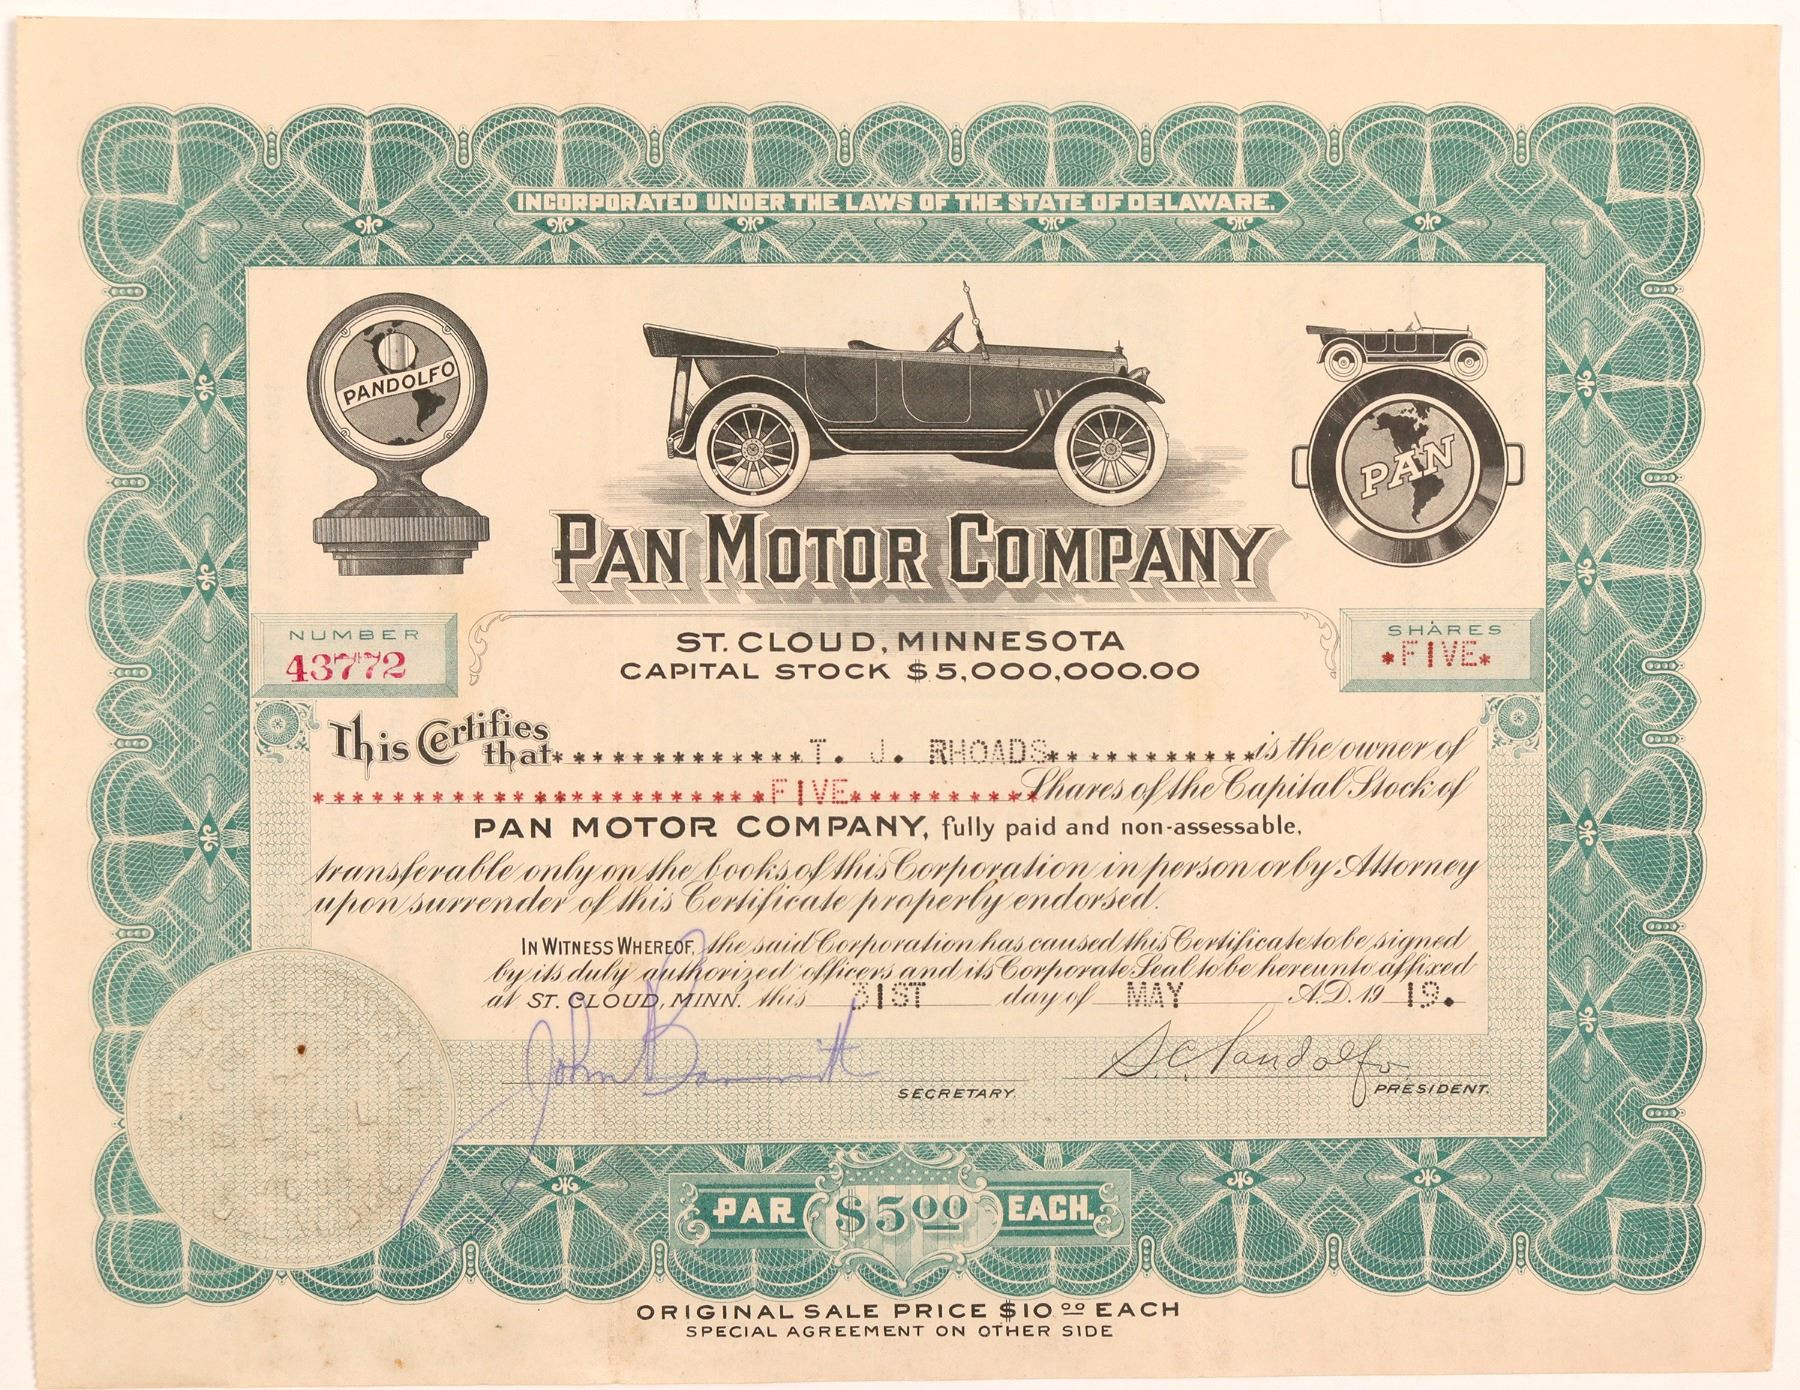 INCORPORATED UNDER THE LAWS OF THE STATE OF DELAWARE.
PANDOLFO
PAN
PAN MOTOR COMPANY
NUMBER
43772
ST. CLOUD, MINNESOTA
CAPITAL STOCK $5,000,000.00
SHARES
*FIVE*
This Certifies that*************T. J. RHOADS***********is the owner of
***********************FIVE**********Shares of the Capital Stock of
PAN MOTOR COMPANY, fully paid and non-assessable,
transferable only on the books of this Corporation in person or by Attorney
upon surrender of this Certificate properly endorsed.
IN WITNESS WHEREOF, the said Corporation has caused this Certificate to be signed
by its duly authorized officers and its Corporate Seal to be hereunto affixed
at ST. CLOUD, MINN. this 31ST day of MAY A.D. 19 19.
John B
S.C. Pandolfo
SECRETARY.
PRESIDENT.
PAR $5.00 EACH.
ORIGINAL SALE PRICE $10.00 EACH
SPECIAL AGREEMENT ON OTHER SIDE